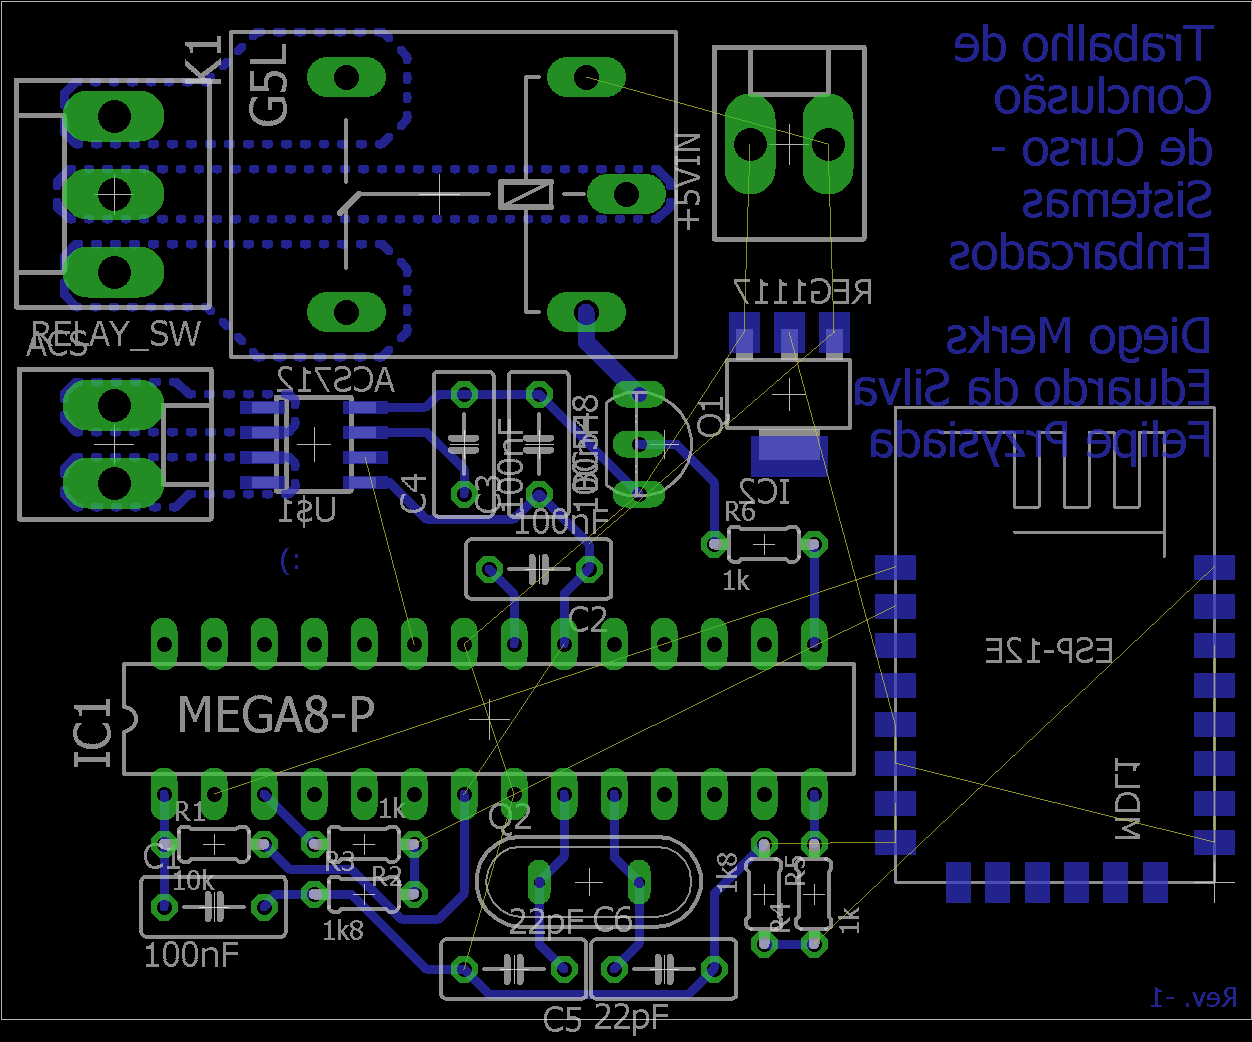 K1
G5L
+5VIN
Trabalho de
Conclusão
de Curso -
Sistemas
Embarcados
Diego Merks
Eduardo da Silva
Felipe Przysiada
RELAY_SW
ACS
ACS712
U$1
:)
REG1117
IC2
Q1
C4
C3
100nF
100nF
C2
R6
1k
ESP-12E
MDL1
IC1
MEGA8-P
R1
10k
C1
100nF
1k
R3
R2
1k8
Q2
22pF
C6
C5
22pF
1k8
R4
R5
1k
Rev. -1